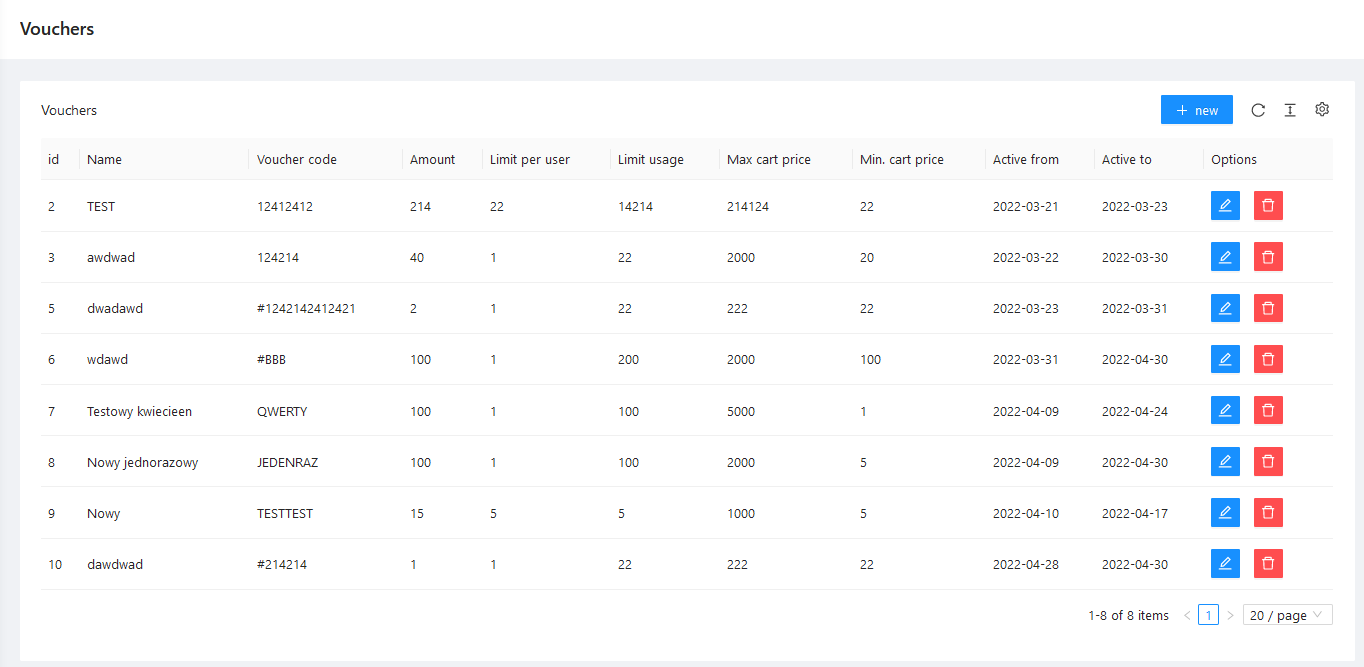 Vouchers
Vouchers
+ new
id Name Voucher code Amount Limit per user Limit usage Max cart price Min. cart price Active from Active to Options
2 TEST 12412412 214 22 14214 214124 22 2022-03-21 2022-03-23
3 awdwad 124214 40 1 22 2000 20 2022-03-22 2022-03-30
5 dwadawd #1242142412421 2 1 22 222 22 2022-03-23 2022-03-31
6 wdawd #BBB 100 1 200 2000 100 2022-03-31 2022-04-30
7 Testowy kwiecieen QWERTY 100 1 100 5000 1 2022-04-09 2022-04-24
8 Nowy jednorazowy JEDENRAZ 100 1 100 2000 5 2022-04-09 2022-04-30
9 Nowy TESTTEST 15 5 5 1000 5 2022-04-10 2022-04-17
10 dawdwad #214214 1 1 22 222 22 2022-04-28 2022-04-30
1-8 of 8 items < 1 > 20 / page